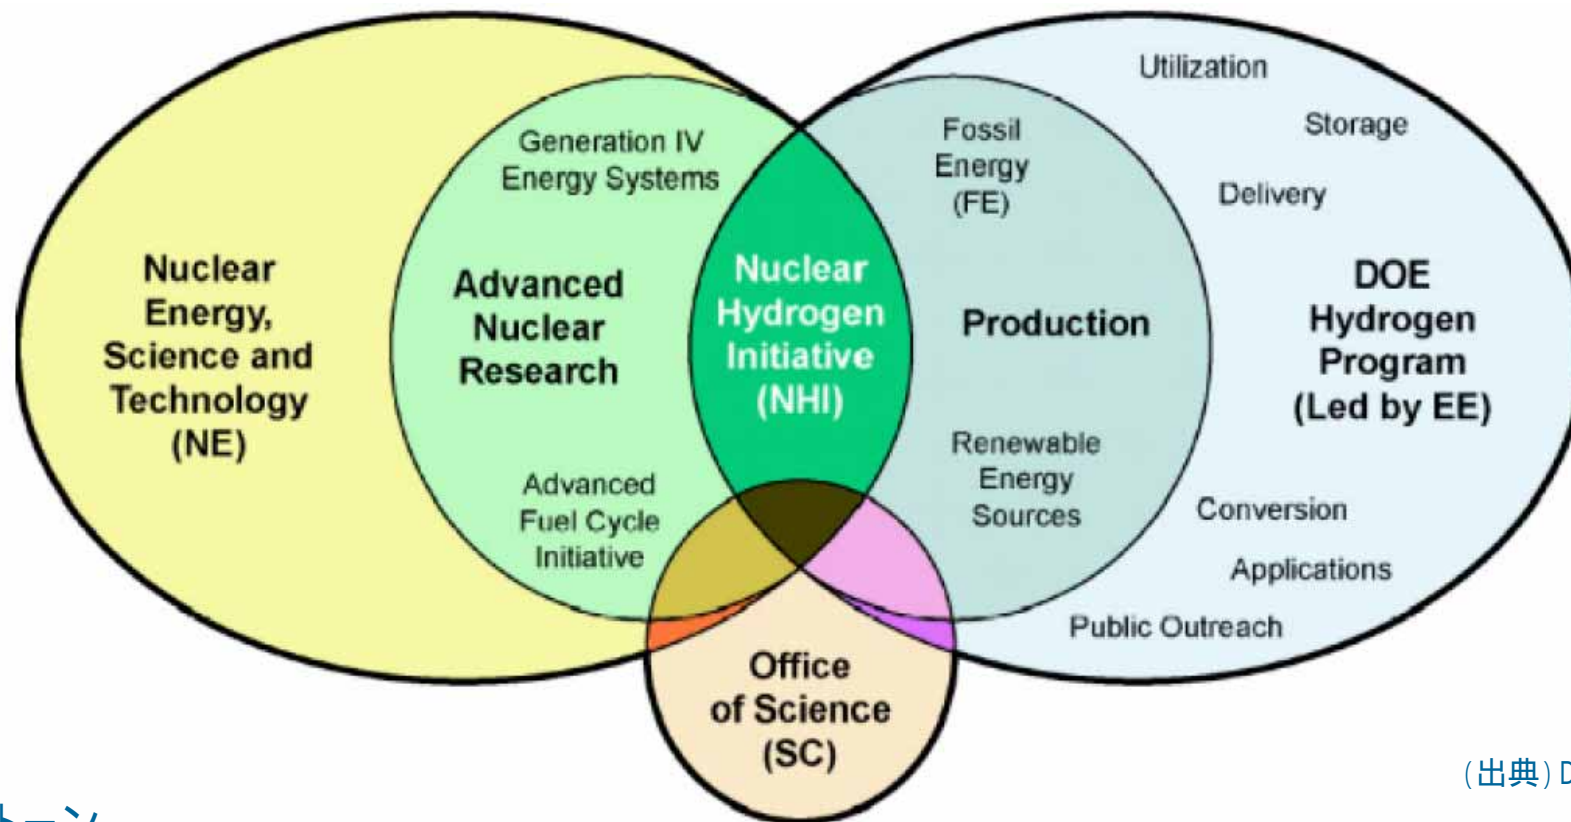 Utilization
Storage
Delivery
Generation IV
Energy Systems
Fossil
Energy
(FE)
Nuclear
Energy,
Science and
Technology
(NE)
Advanced
Nuclear
Research
Nuclear
Hydrogen
Initiative
(NHI)
Production
DOE
Hydrogen
Program
(Led by EE)
Advanced
Fuel Cycle
Initiative
Renewable
Energy
Sources
Conversion
Applications
Public Outreach
Office
of Science
(SC)
(出典) D